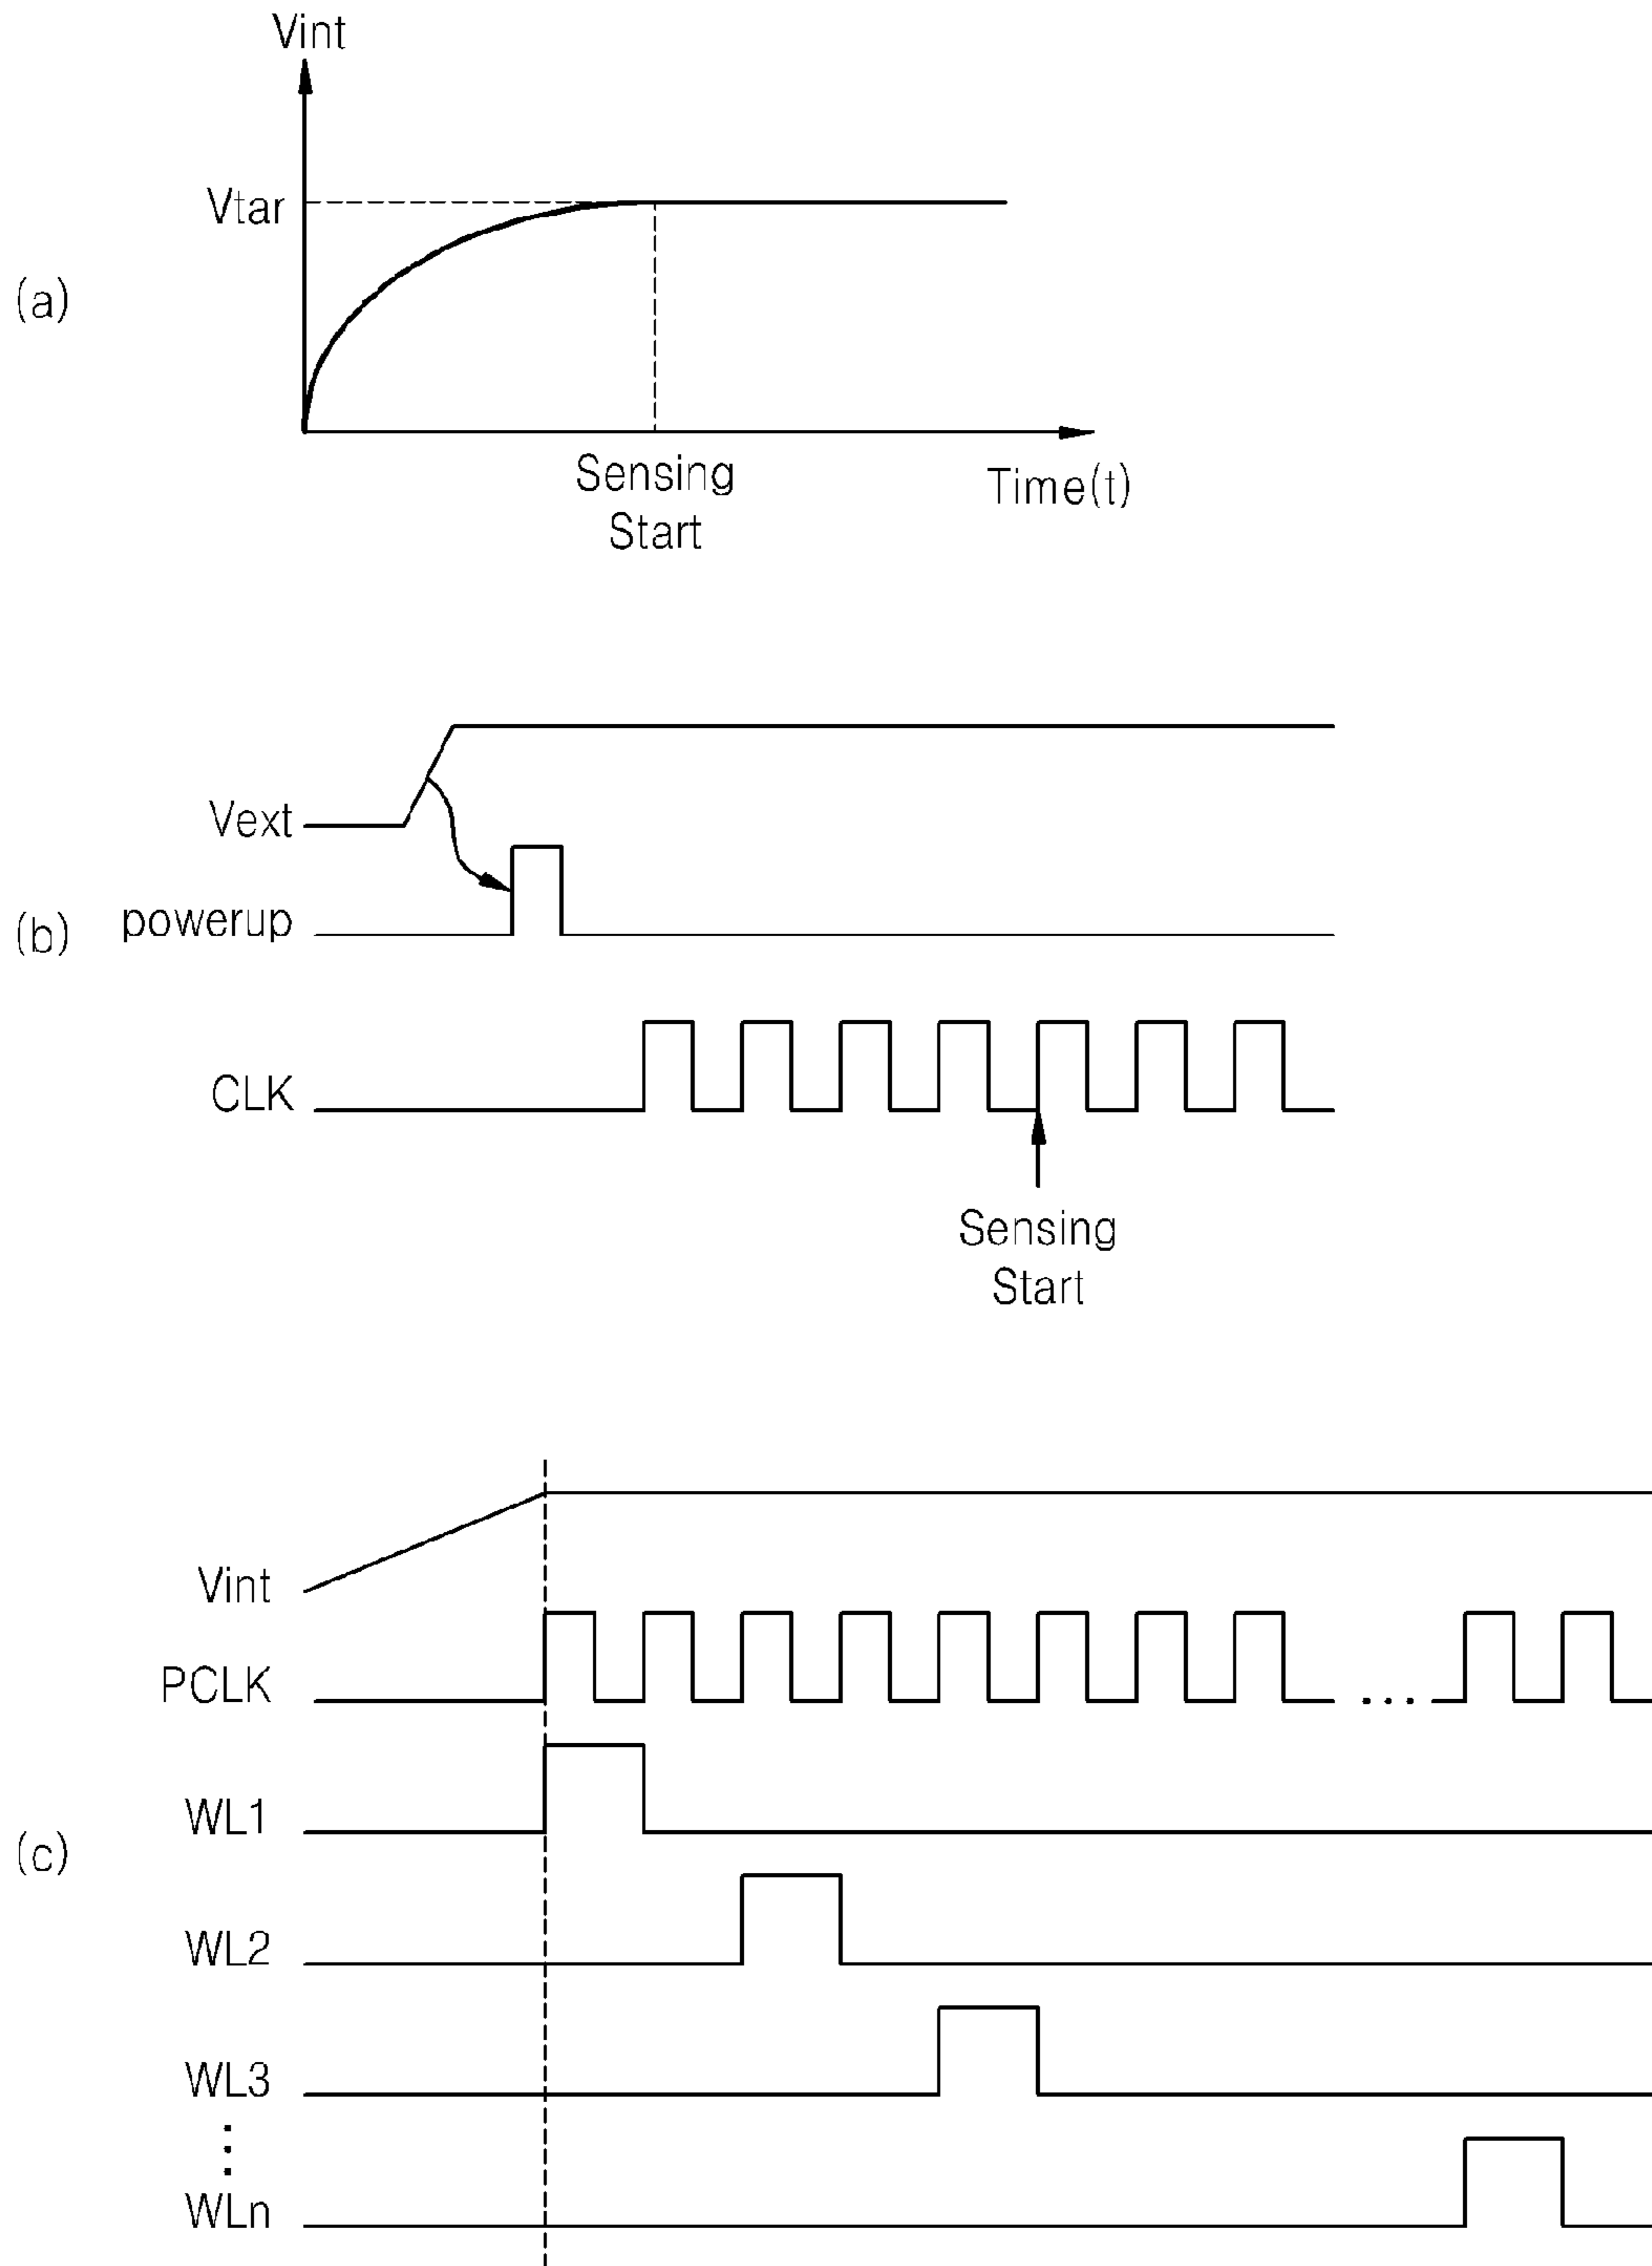 Vint
Vtar
(a)
Sensing
Start
Time(t)
Vext
(b)
powerup
CLK
Sensing
Start
Vint
PCLK
...
WL1
(c)
WL2
WL3
⋮
WLn